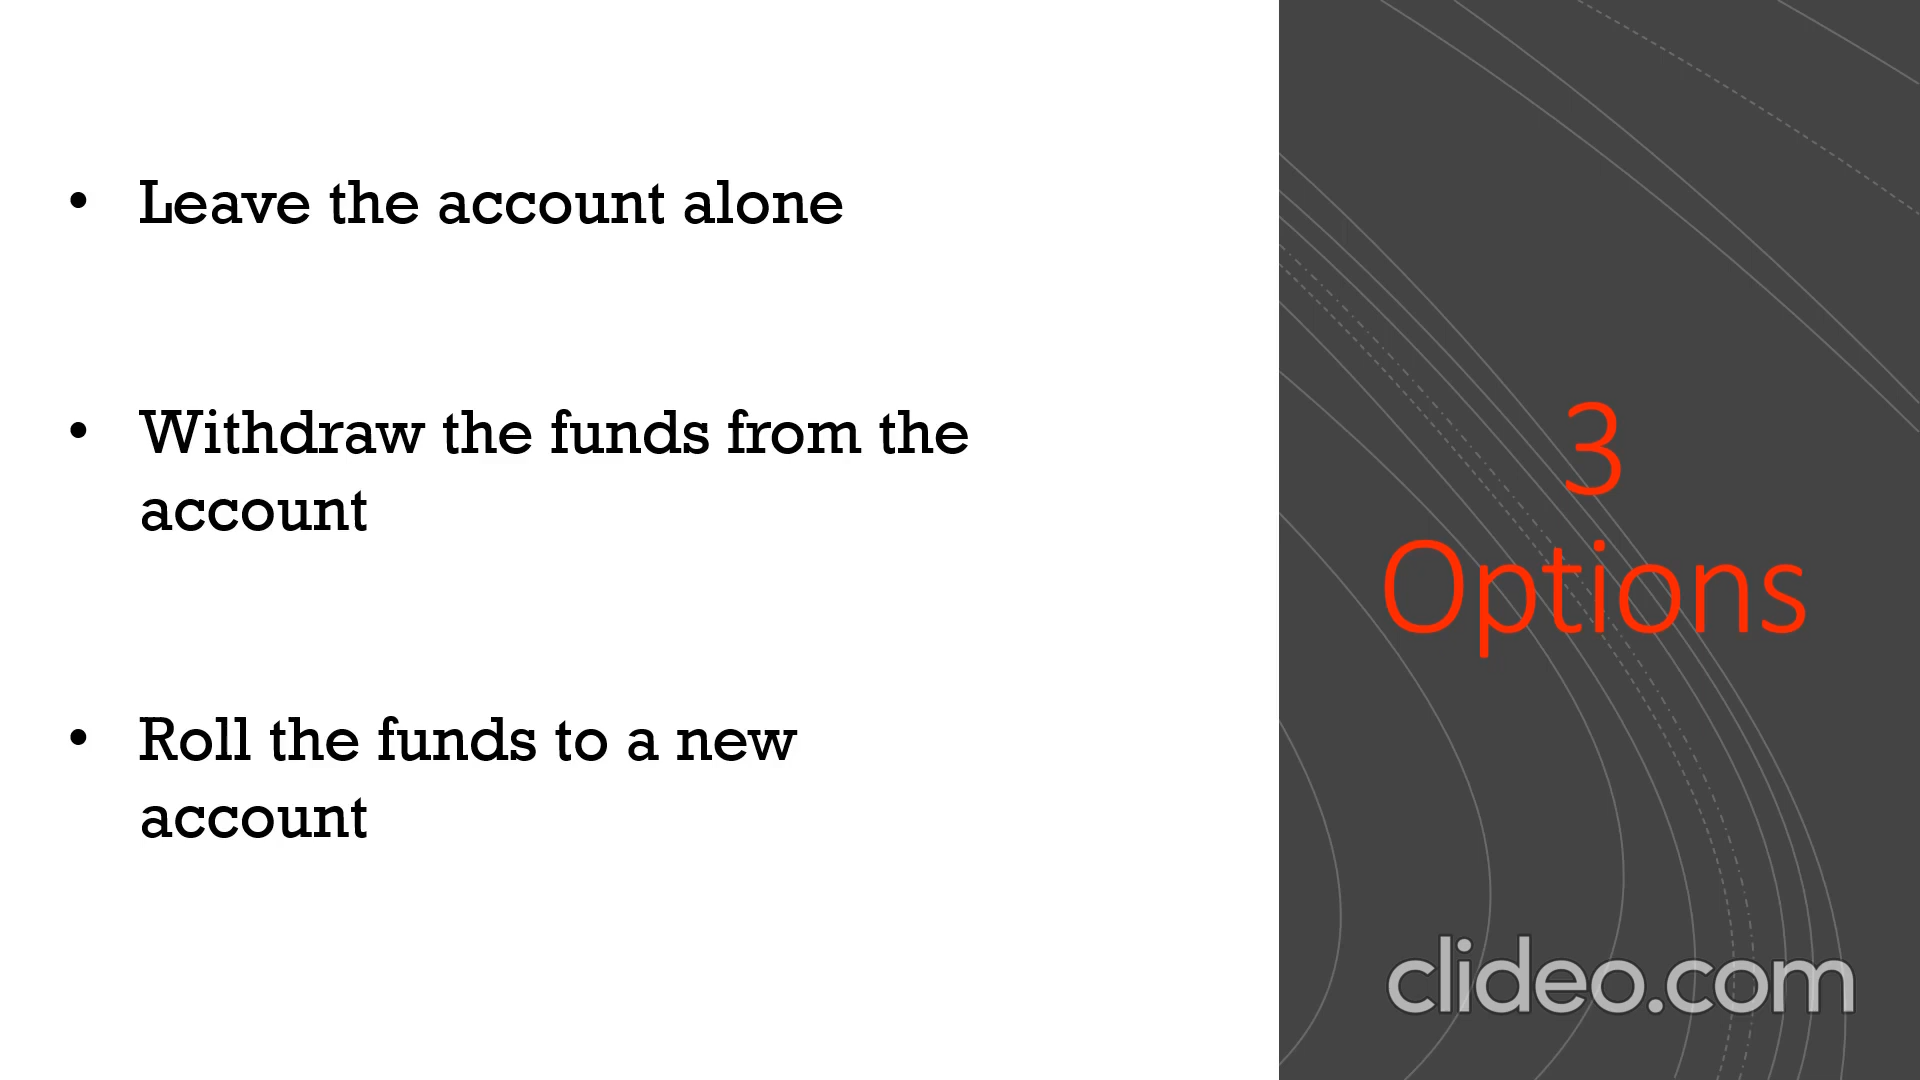 • Leave the account alone
• Withdraw the funds from the
account
• Roll the funds to a new
account
3
Options
clideo.com